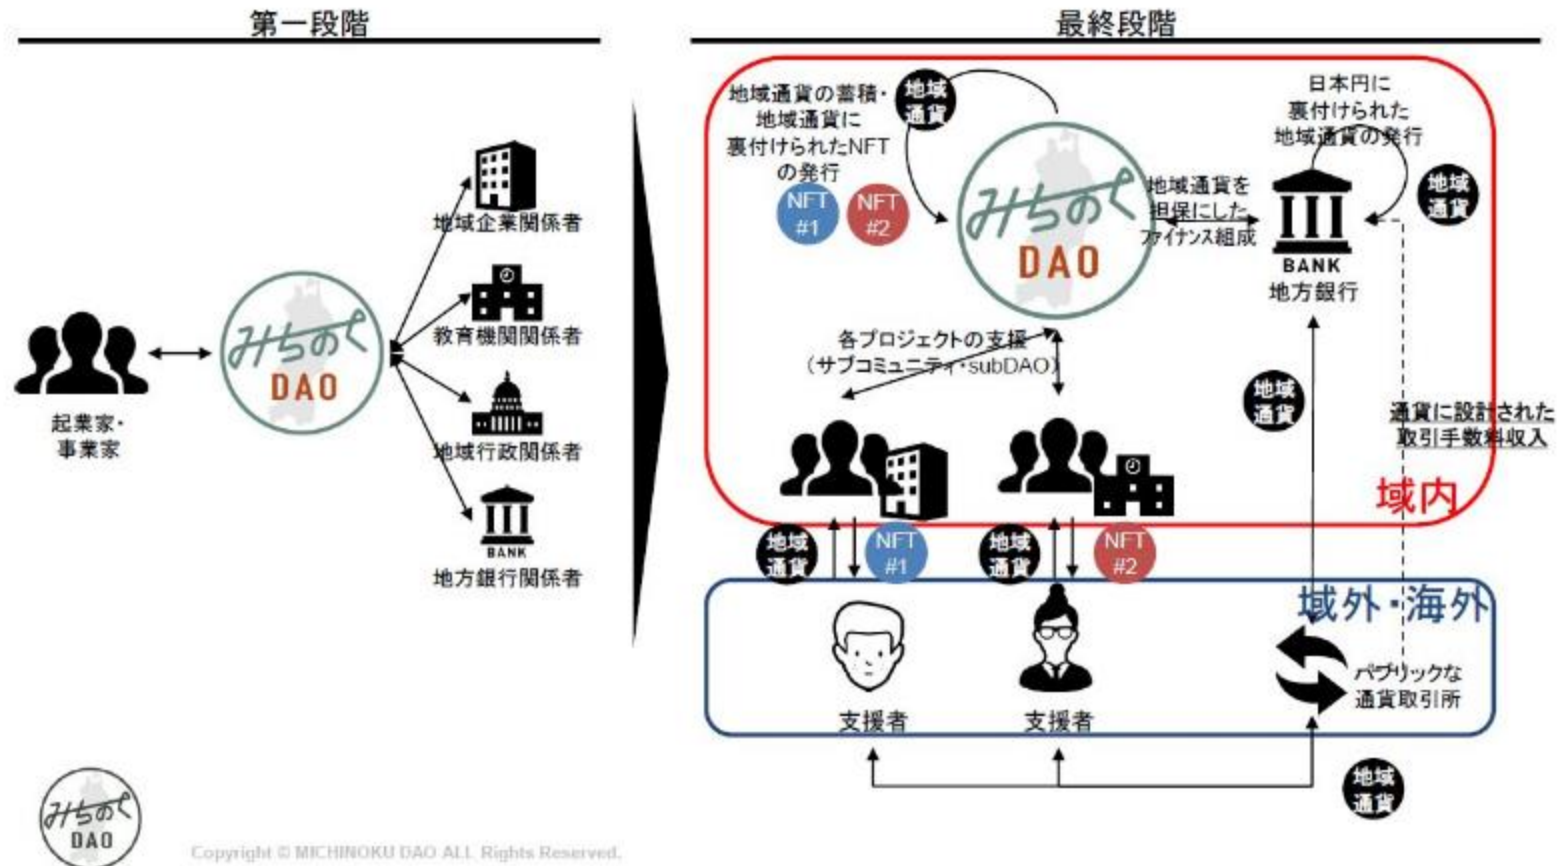 第一段階
起業家・
事業家
みちのく
DAO
地域企業関係者
教育機関関係者
地域行政関係者
BANK
地方銀行関係者
最終段階
地域通貨の蓄積・
地域通貨に
裏付けられたNFT
の発行
NFT
#1
NFT
#2
地域
通貨
みちのく
DAO
地域通貨を
担保にした
ファイナンス組成
日本円に
裏付けられた
地域通貨の発行
地域
通貨
BANK
地方銀行
各プロジェクトの支援
（サブコミュニティ・subDAO）
地域
通貨
通貨に設計された
取引手数料収入
域内
地域
通貨
NFT
#1
地域
通貨
NFT
#2
域外・海外
支援者
支援者
パブリックな
通貨取引所
地域
通貨
みちのく
DAO
Copyright © MICHINOKU DAO ALL Rights Reserved.